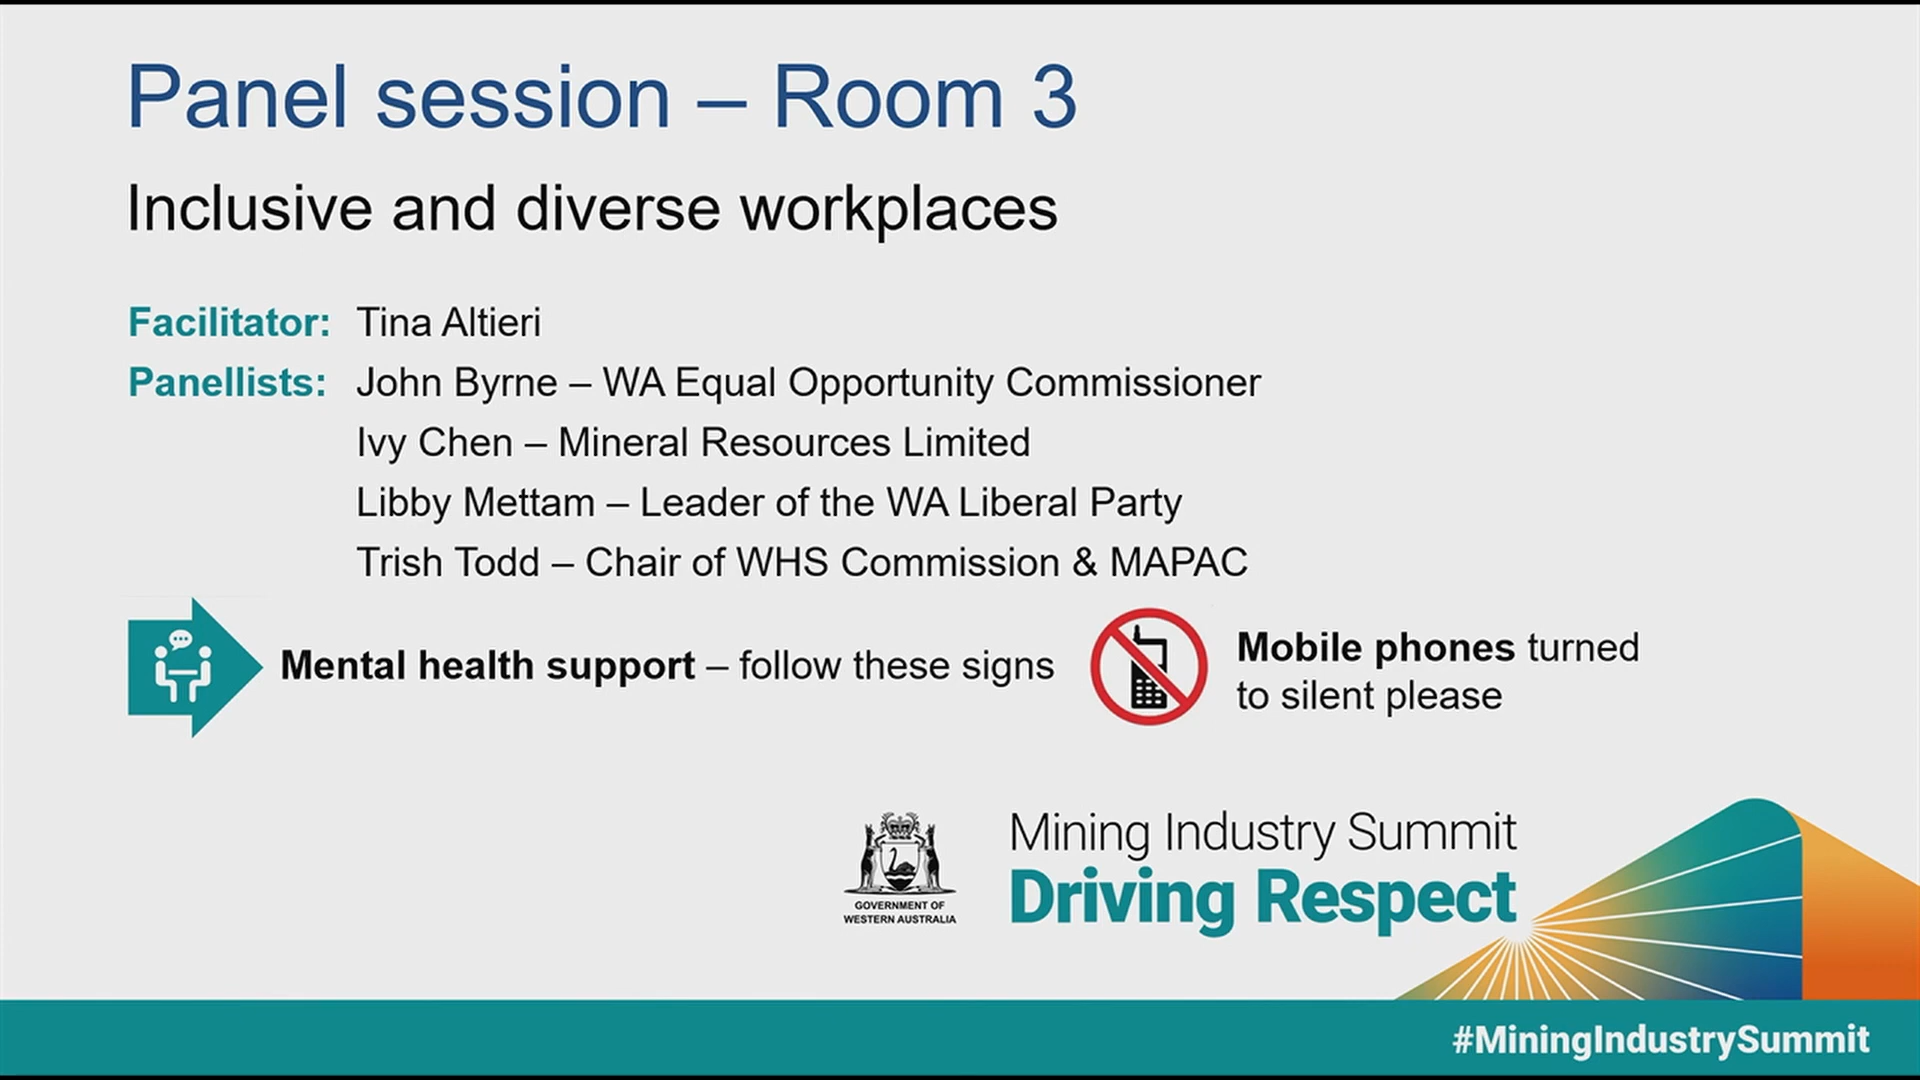 Panel session – Room 3
Inclusive and diverse workplaces
Facilitator: Tina Altieri
Panellists: John Byrne – WA Equal Opportunity Commissioner
Ivy Chen – Mineral Resources Limited
Libby Mettam – Leader of the WA Liberal Party
Trish Todd – Chair of WHS Commission & MAPAC
Mental health support – follow these signs
Mobile phones turned
to silent please
GOVERNMENT OF
WESTERN AUSTRALIA
Mining Industry Summit
Driving Respect
#MiningIndustrySummit